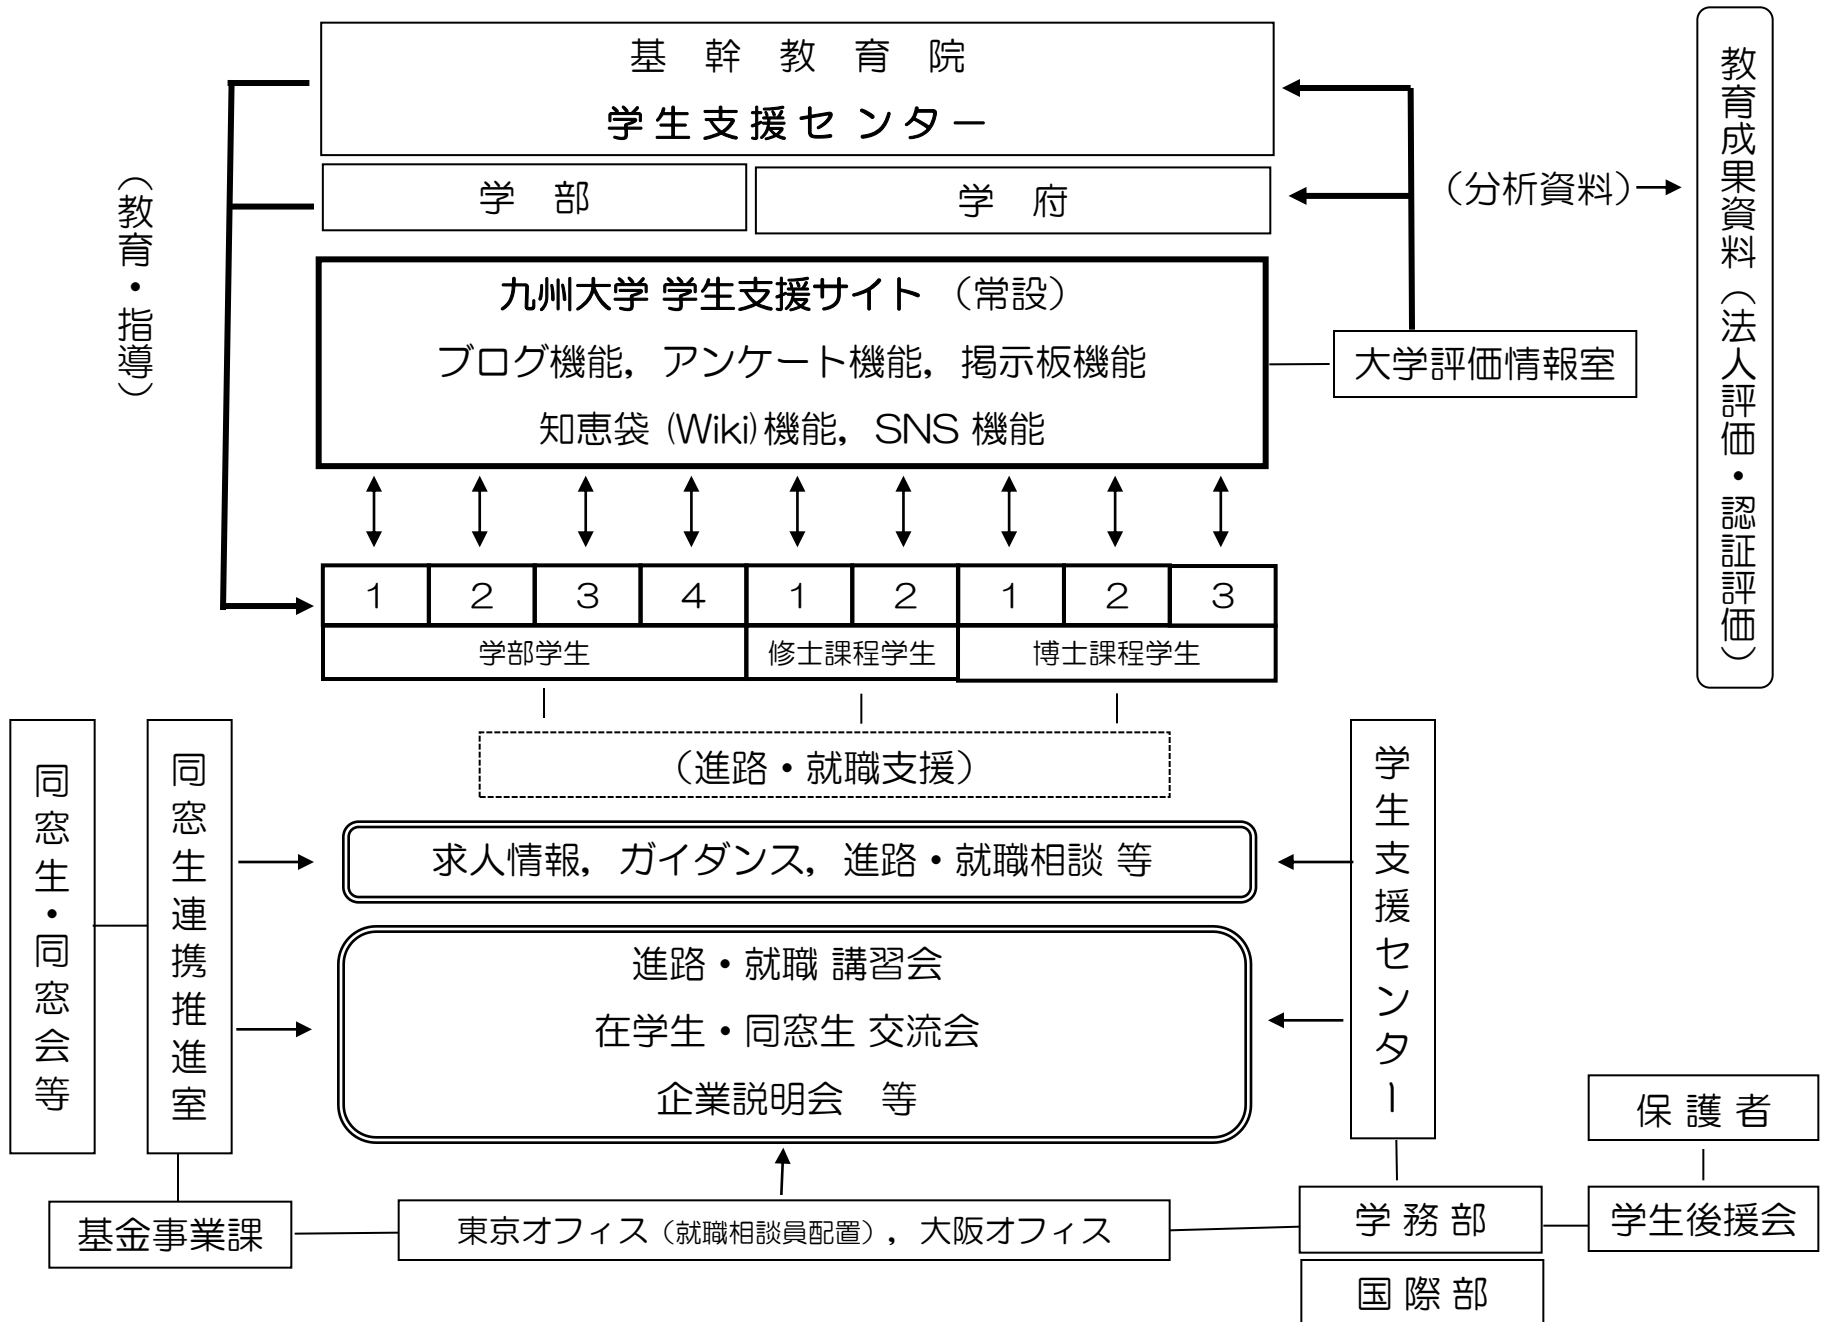 基 幹 教 育 院
学生支援センター
学 部
学 府
(教育・指導)
(分析資料)
教育成果資料(法人評価・認証評価)
九州大学 学生支援サイト (常設)
ブログ機能, アンケート機能, 掲示板機能
知恵袋 (Wiki)機能, SNS 機能
大学評価情報室
1 2 3 4 1 2 1 2 3
学部学生 修士課程学生 博士課程学生
(進路・就職支援)
同窓生・同窓会等
同窓生連携推進室
求人情報, ガイダンス, 進路・就職相談 等
進路・就職 講習会
在学生・同窓生 交流会
企業説明会 等
学生支援センター
保 護 者
基金事業課
東京オフィス(就職相談員配置), 大阪オフィス
学 務 部
学生後援会
国 際 部